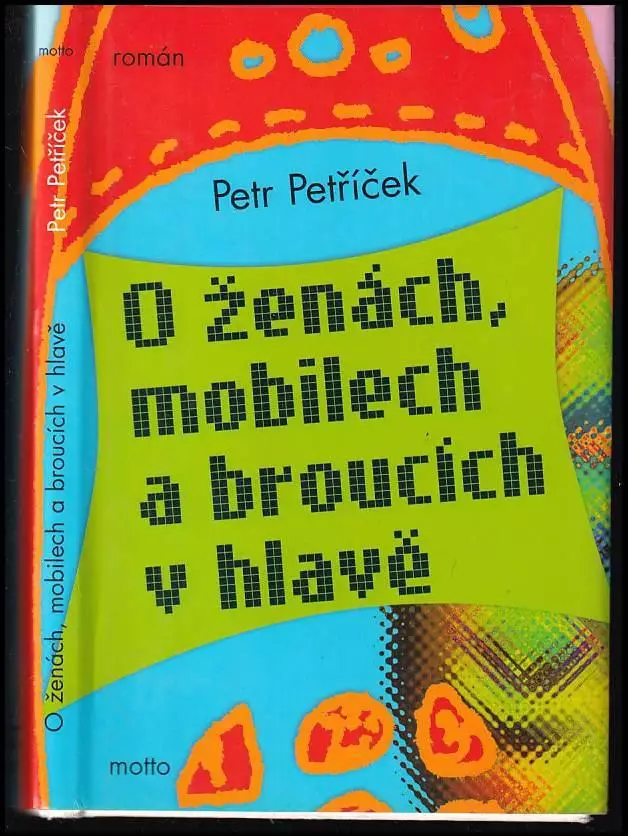 motto
Petr Petříček
O ženách, mobilech a broucích v hlavě
román
Petr Petříček
O ženách,
mobilech
a broucích
v hlavě
motto